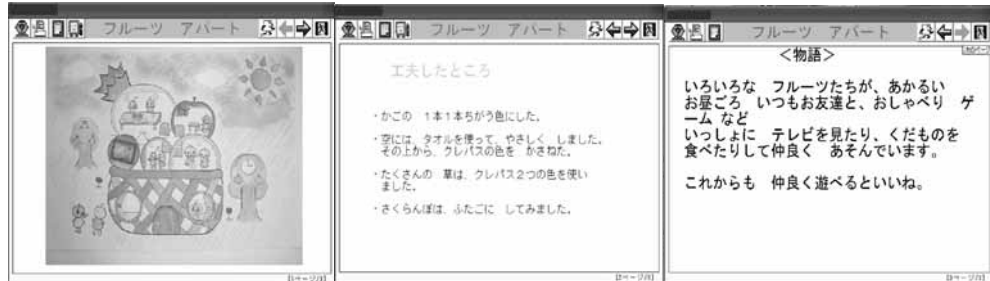 フルーツ アパート
フルーツ アパート
工夫したところ
・かごの 1本1本ちがう色にした。
・空には、タオルを使って、やさしく しました。
その上から、クレパスの色を かさねた。
・たくさんの 草は、クレパス2つの色を使い
ました。
・さくらんぼは、ふたごに してみました。
フルーツ アパート
<物語>
いろいろな フルーツたちが、あかるい
お昼ごろ いつもお友達と、おしゃべり ゲ
ーム など
いっしょに テレビを見たり、くだものを
食べたりして仲良く あそんでいます。
これからも 仲良く遊べるといいね。